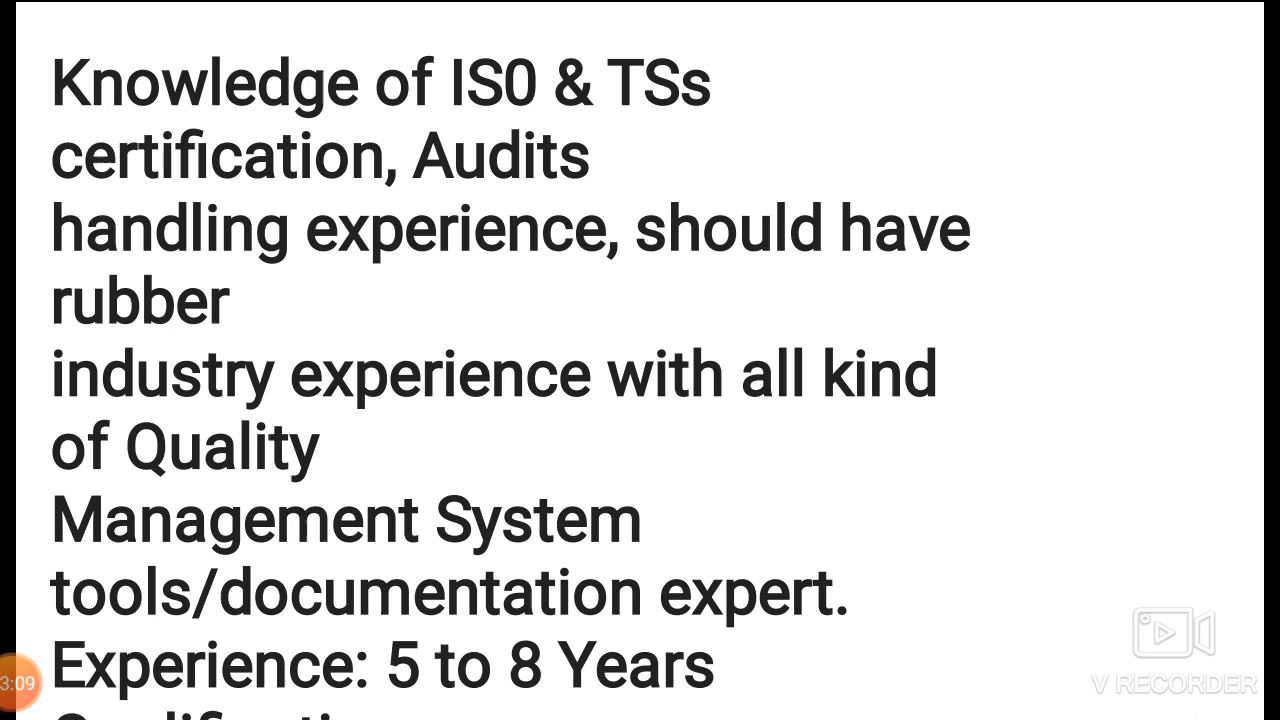 Knowledge of IS0 & TSs
certification, Audits
handling experience, should have
rubber
industry experience with all kind
of Quality
Management System
tools/documentation expert.
Experience: 5 to 8 Years
3:09
V RECORDER